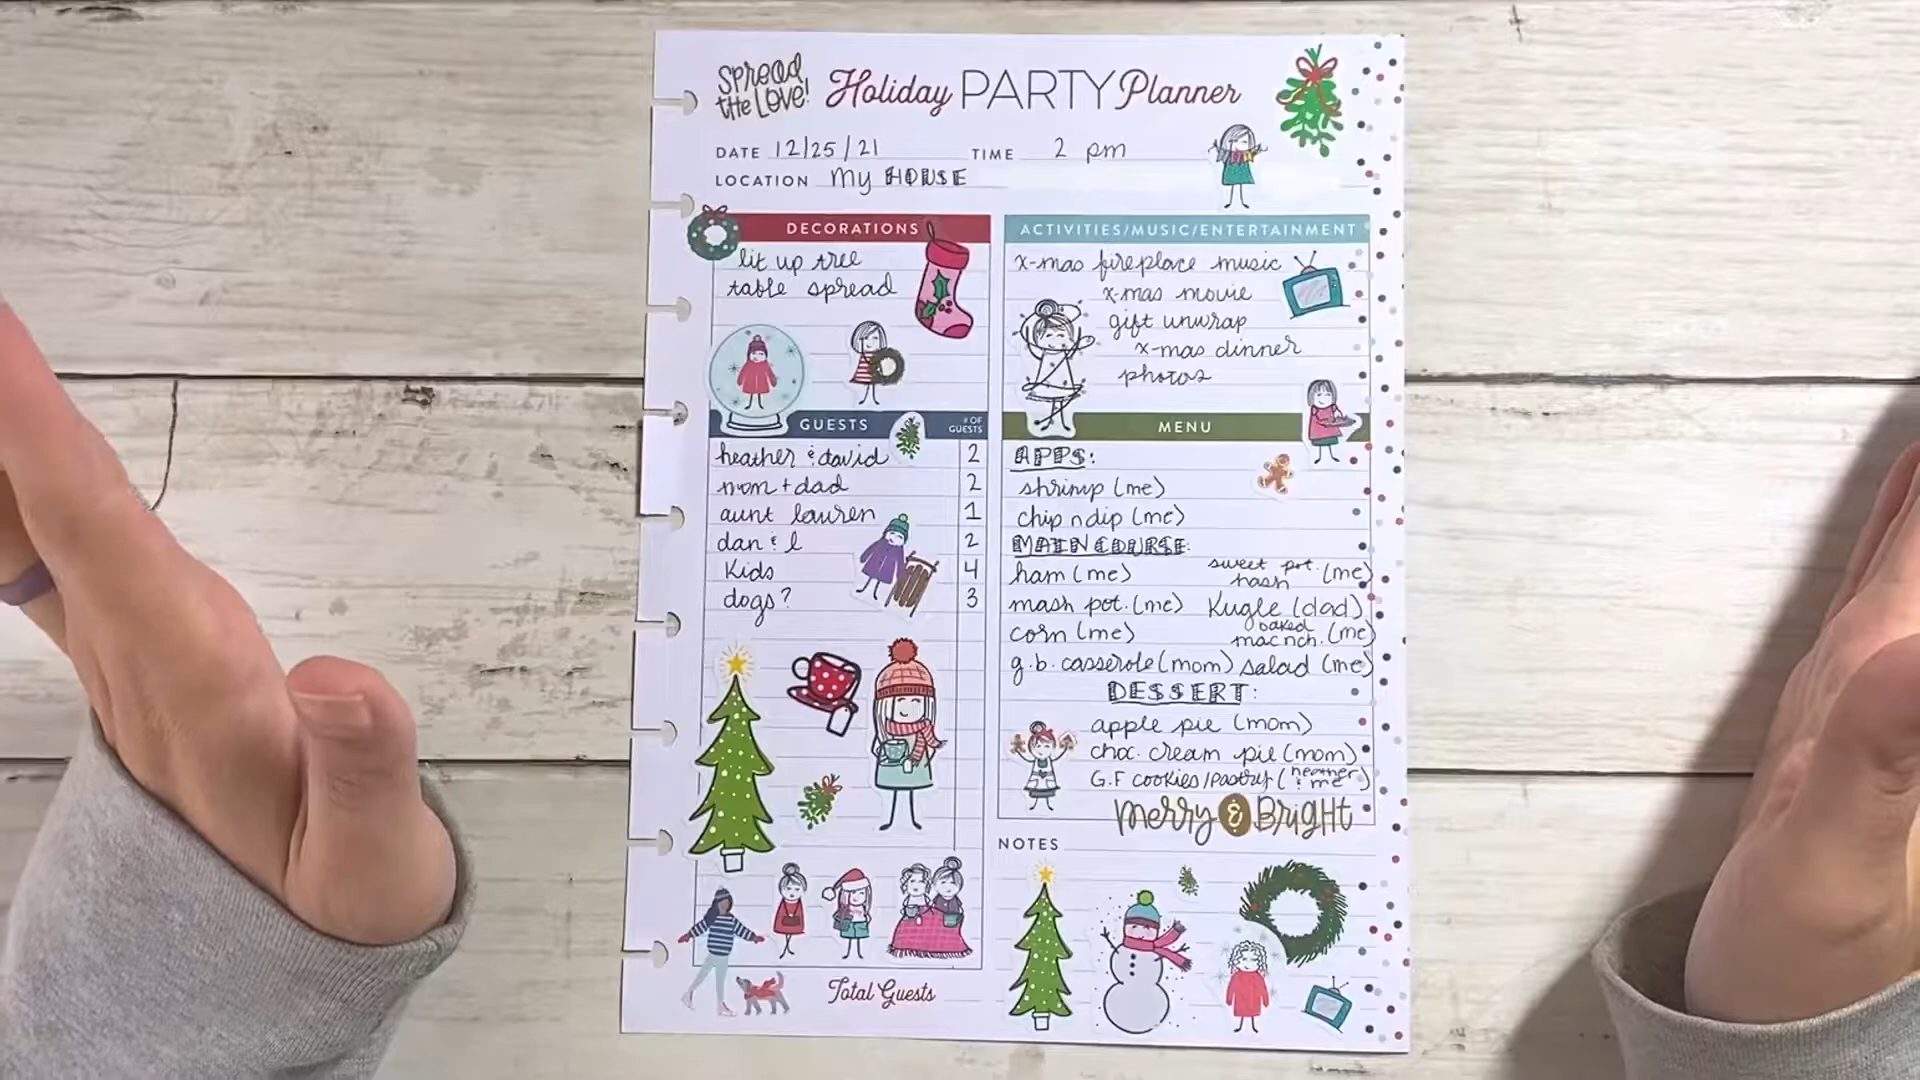 Spread the Love! Holiday PARTY Planner
DATE 12/25/21 TIME 2 pm
LOCATION my HOUSE
DECORATIONS
lit up tree
table spread
ACTIVITIES/MUSIC/ENTERTAINMENT
x-mas fireplace music
x-mas movie
gift unwrap
x-mas dinner
photos
GUESTS # OF GUESTS
heather & david 2
mom + dad 2
aunt lauren 1
dan & l 2
Kids 4
dogs? 3
Total Guests
MENU
APPS:
shrimp (me)
chip n dip (me)
MAIN COURSE:
ham (me) sweet pot. hash (me)
mash pot. (me) Kugle (dad)
corn (me) baked mac n ch. (me)
g.b. casserole (mom) salad (me)
DESSERT:
apple pie (mom)
choc. cream pie (mom)
G.F cookies/pastry (heather & me)
merry & Bright
NOTES